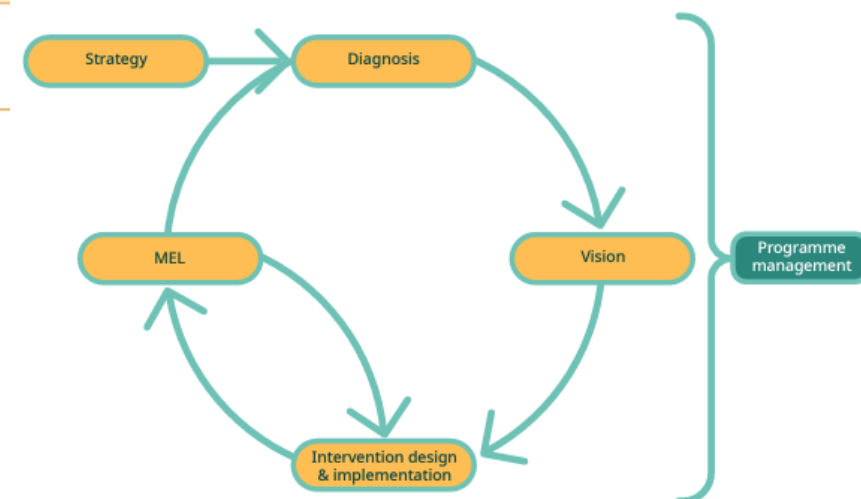 Strategy
Diagnosis
Programme
management
MEL
Vision
Intervention design
& implementation